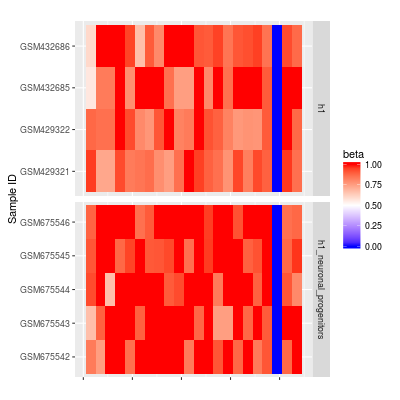 GSM432686
GSM432685
GSM429322
GSM429321
h1
GSM675546
GSM675545
GSM675544
GSM675543
GSM675542
h1_neuronal_progenitors
Sample ID
beta
1.00
0.75
0.50
0.25
0.00